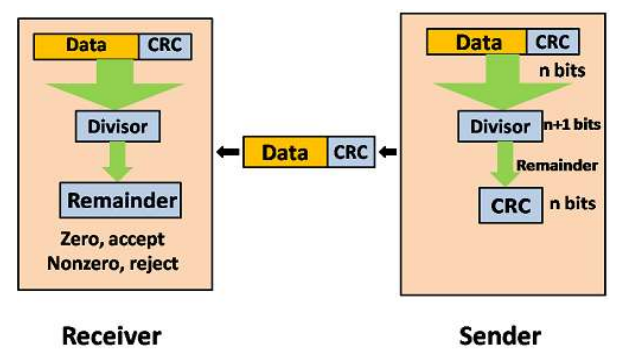 Data CRC
Divisor
Remainder
Zero, accept
Nonzero, reject
Receiver
Data CRC
Data CRC
n bits
Divisor n+1 bits
Remainder
CRC n bits
Sender